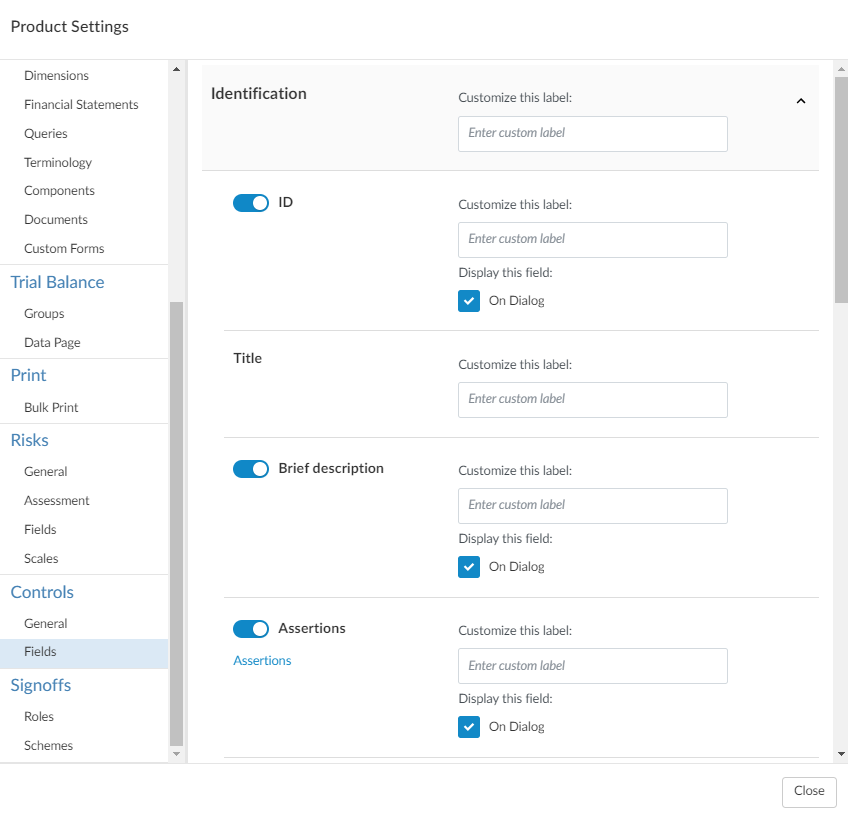 Product Settings
Dimensions
Financial Statements
Queries
Terminology
Components
Documents
Custom Forms
Trial Balance
Groups
Data Page
Print
Bulk Print
Risks
General
Assessment
Fields
Scales
Controls
General
Fields
Signoffs
Roles
Schemes
Identification
Customize this label:
Enter custom label
ID
Customize this label:
Enter custom label
Display this field:
On Dialog
Title
Customize this label:
Enter custom label
Brief description
Customize this label:
Enter custom label
Display this field:
On Dialog
Assertions
Assertions
Customize this label:
Enter custom label
Display this field:
On Dialog
Close